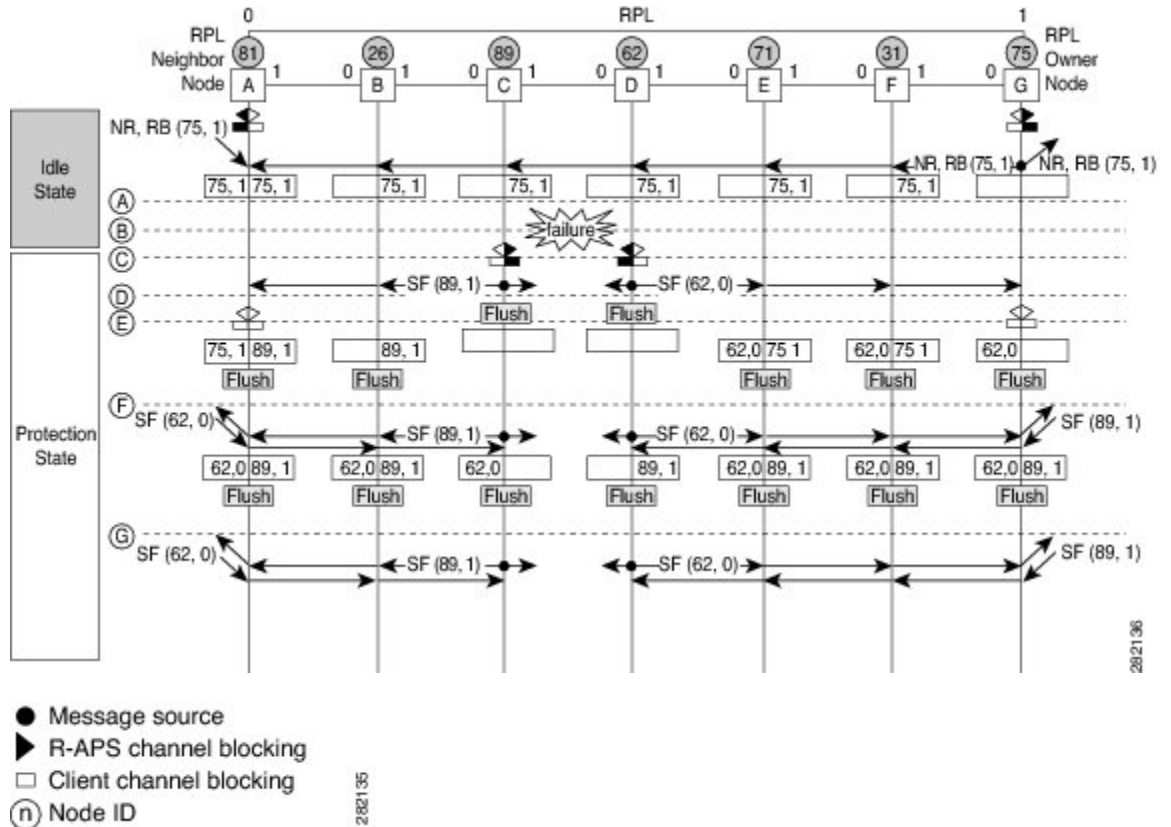 0 RPL 1
RPL Neighbor Node
81 26 89 62 71 31 75
RPL Owner Node
A 1 0 B 1 0 C 1 0 D 1 0 E 1 0 F 1 0 G
Idle State
NR, RB (75, 1)
NR, RB (75, 1) NR, RB (75, 1)
75, 1 75, 1 75, 1 75, 1 75, 1 75, 1 75, 1
A
B
failure
C
SF (89, 1) SF (62, 0)
D
Flush Flush
E
75, 1 89, 1 89, 1 62,0 75 1 62,0 75 1 62,0
Flush Flush Flush Flush Flush
Protection State
F
SF (62, 0) SF (89, 1) SF (62, 0) SF (89, 1)
62,0 89, 1 62,0 89, 1 62,0 89, 1 62,0 89, 1 62,0 89, 1 62,0 89, 1
Flush Flush Flush Flush Flush
G
SF (62, 0) SF (89, 1) SF (62, 0) SF (89, 1)
282136
Message source
R-APS channel blocking
Client channel blocking
n Node ID
282135